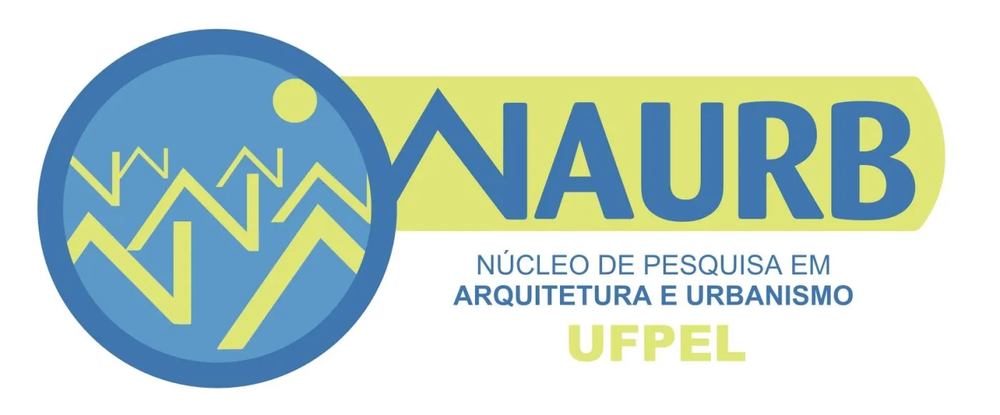 NAURB
NÚCLEO DE PESQUISA EM
ARQUITETURA E URBANISMO
UFPEL